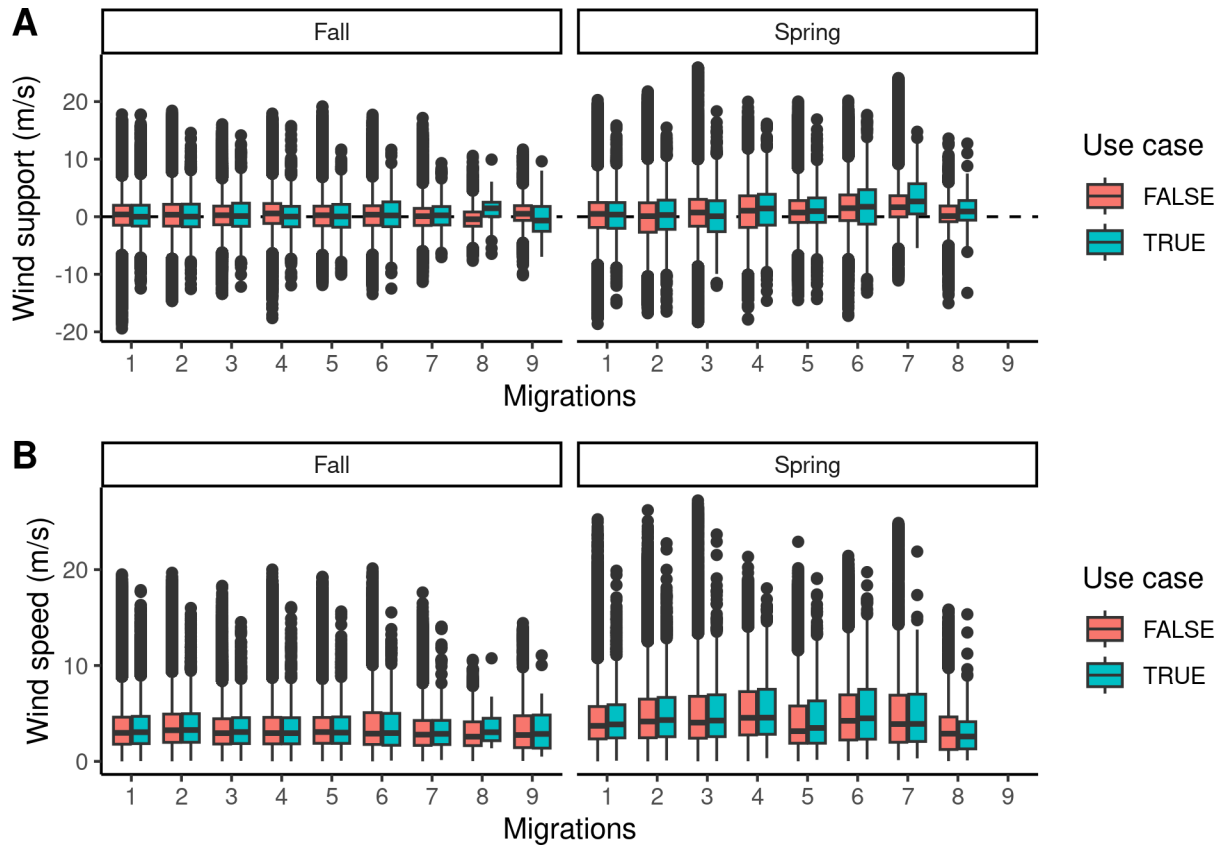 A
Fall
Spring
Wind support (m/s)
20
10
0
-10
-20
1 2 3 4 5 6 7 8 9
1 2 3 4 5 6 7 8 9
Migrations
Use case
FALSE
TRUE
B
Fall
Spring
Wind speed (m/s)
20
10
0
1 2 3 4 5 6 7 8 9
1 2 3 4 5 6 7 8 9
Migrations
Use case
FALSE
TRUE